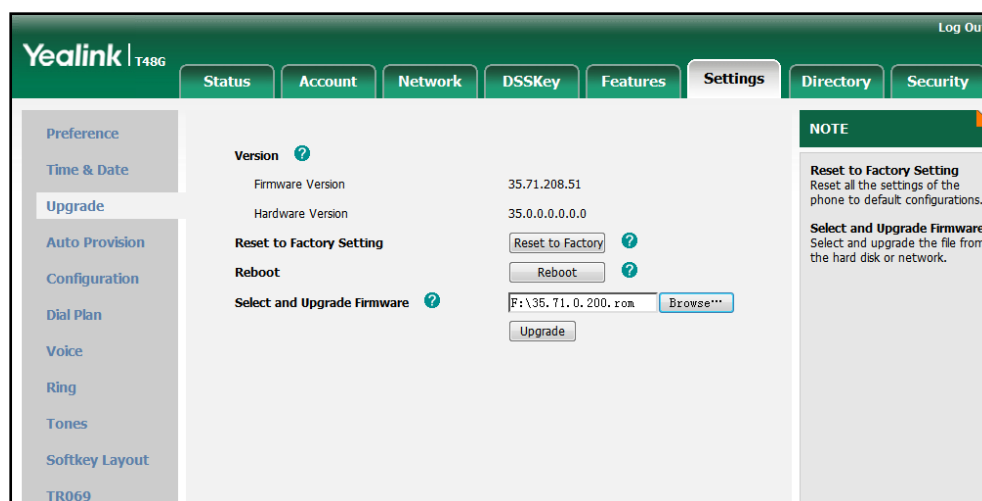 Log Ou
Yealink T48G
Status Account Network DSSKey Features Settings Directory Security
Preference
Time & Date
Upgrade
Auto Provision
Configuration
Dial Plan
Voice
Ring
Tones
Softkey Layout
TR069
Version ?
Firmware Version 35.71.208.51
Hardware Version 35.0.0.0.0.0.0
Reset to Factory Setting Reset to Factory ?
Reboot Reboot ?
Select and Upgrade Firmware ? F:\35.71.0.200.rom Browse...
Upgrade
NOTE
Reset to Factory Setting
Reset all the settings of the
phone to default configurations.
Select and Upgrade Firmware
Select and upgrade the file from
the hard disk or network.